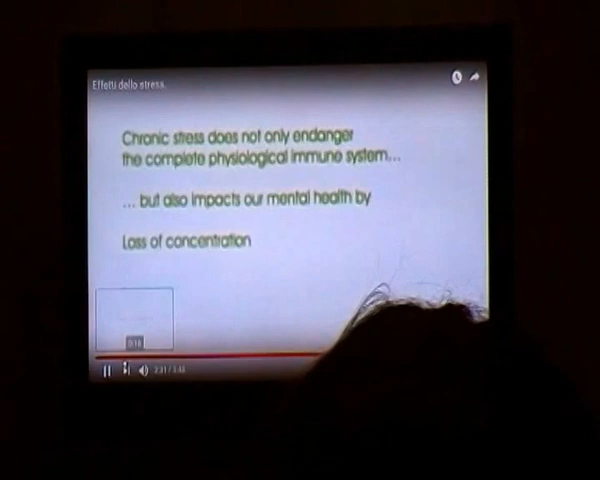 Effetti dello stress.
Chronic stress does not only endanger
the complete physiological immune system...
... but also impacts our mental health by
Loss of concentration